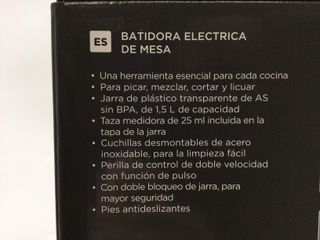 ES BATIDORA ELECTRICA
DE MESA
• Una herramienta esencial para cada cocina
• Para picar, mezclar, cortar y licuar
• Jarra de plástico transparente de AS
sin BPA, de 1,5 L de capacidad
• Taza medidora de 25 ml incluida en la
tapa de la jarra
• Cuchillas desmontables de acero
inoxidable, para la limpieza fácil
• Perilla de control de doble velocidad
con función de pulso
• Con doble bloqueo de jarra, para
mayor seguridad
• Pies antideslizantes